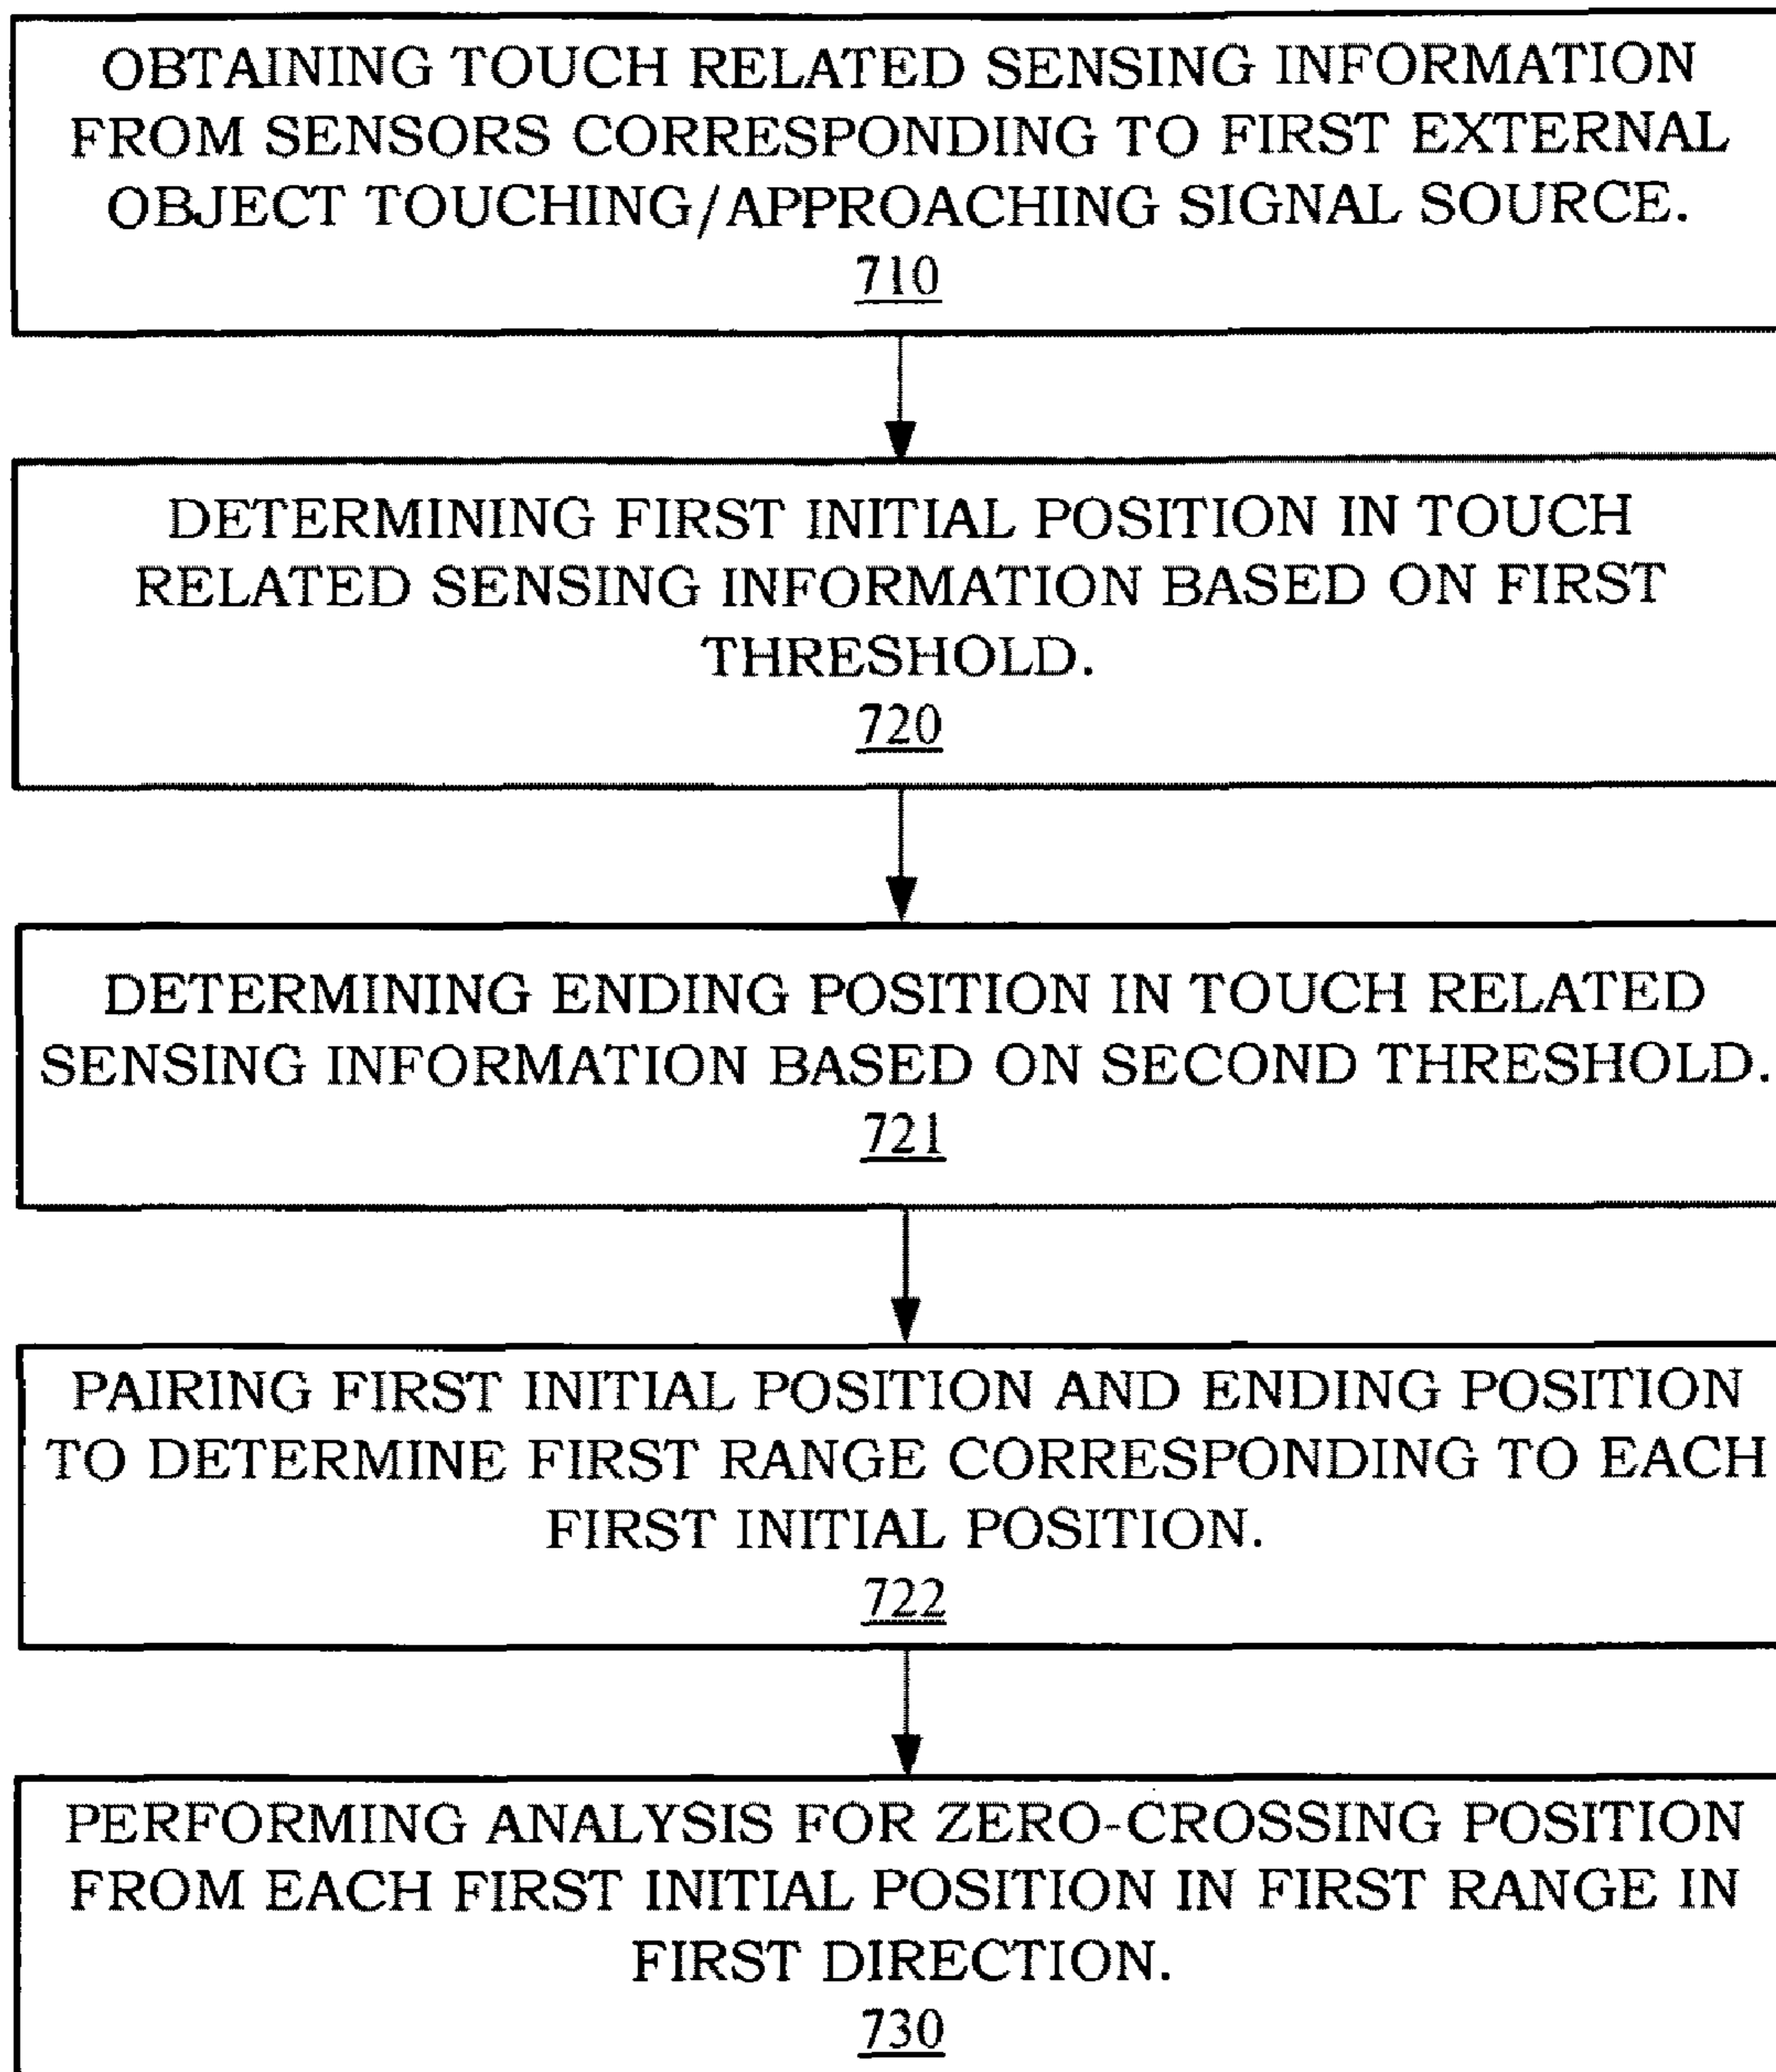 OBTAINING TOUCH RELATED SENSING INFORMATION
FROM SENSORS CORRESPONDING TO FIRST EXTERNAL
OBJECT TOUCHING/APPROACHING SIGNAL SOURCE.
710
DETERMINING FIRST INITIAL POSITION IN TOUCH
RELATED SENSING INFORMATION BASED ON FIRST
THRESHOLD.
720
DETERMINING ENDING POSITION IN TOUCH RELATED
SENSING INFORMATION BASED ON SECOND THRESHOLD.
721
PAIRING FIRST INITIAL POSITION AND ENDING POSITION
TO DETERMINE FIRST RANGE CORRESPONDING TO EACH
FIRST INITIAL POSITION.
722
PERFORMING ANALYSIS FOR ZERO-CROSSING POSITION
FROM EACH FIRST INITIAL POSITION IN FIRST RANGE IN
FIRST DIRECTION.
730